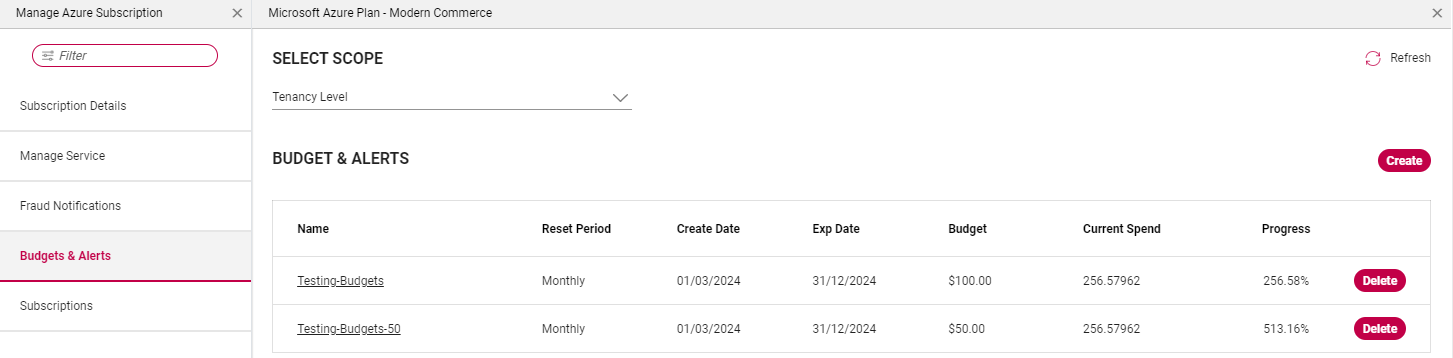 Manage Azure Subscription
Microsoft Azure Plan - Modern Commerce
Filter
Subscription Details
Manage Service
Fraud Notifications
Budgets & Alerts
Subscriptions
SELECT SCOPE
Refresh
Tenancy Level
BUDGET & ALERTS
Create
Name Reset Period Create Date Exp Date Budget Current Spend Progress
Testing-Budgets Monthly 01/03/2024 31/12/2024 $100.00 256.57962 256.58% Delete
Testing-Budgets-50 Monthly 01/03/2024 31/12/2024 $50.00 256.57962 513.16% Delete